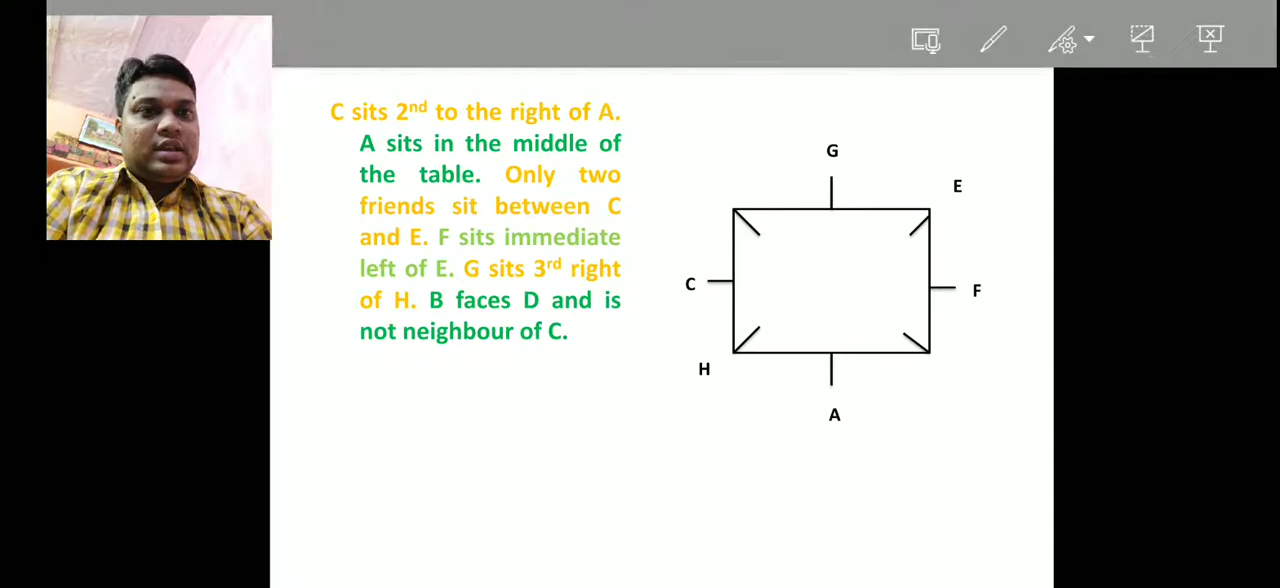 C sits 2nd to the right of A.
A sits in the middle of
the table. Only two
friends sit between C
and E. F sits immediate
left of E. G sits 3rd right
of H. B faces D and is
not neighbour of C.
G
E
C
F
H
A